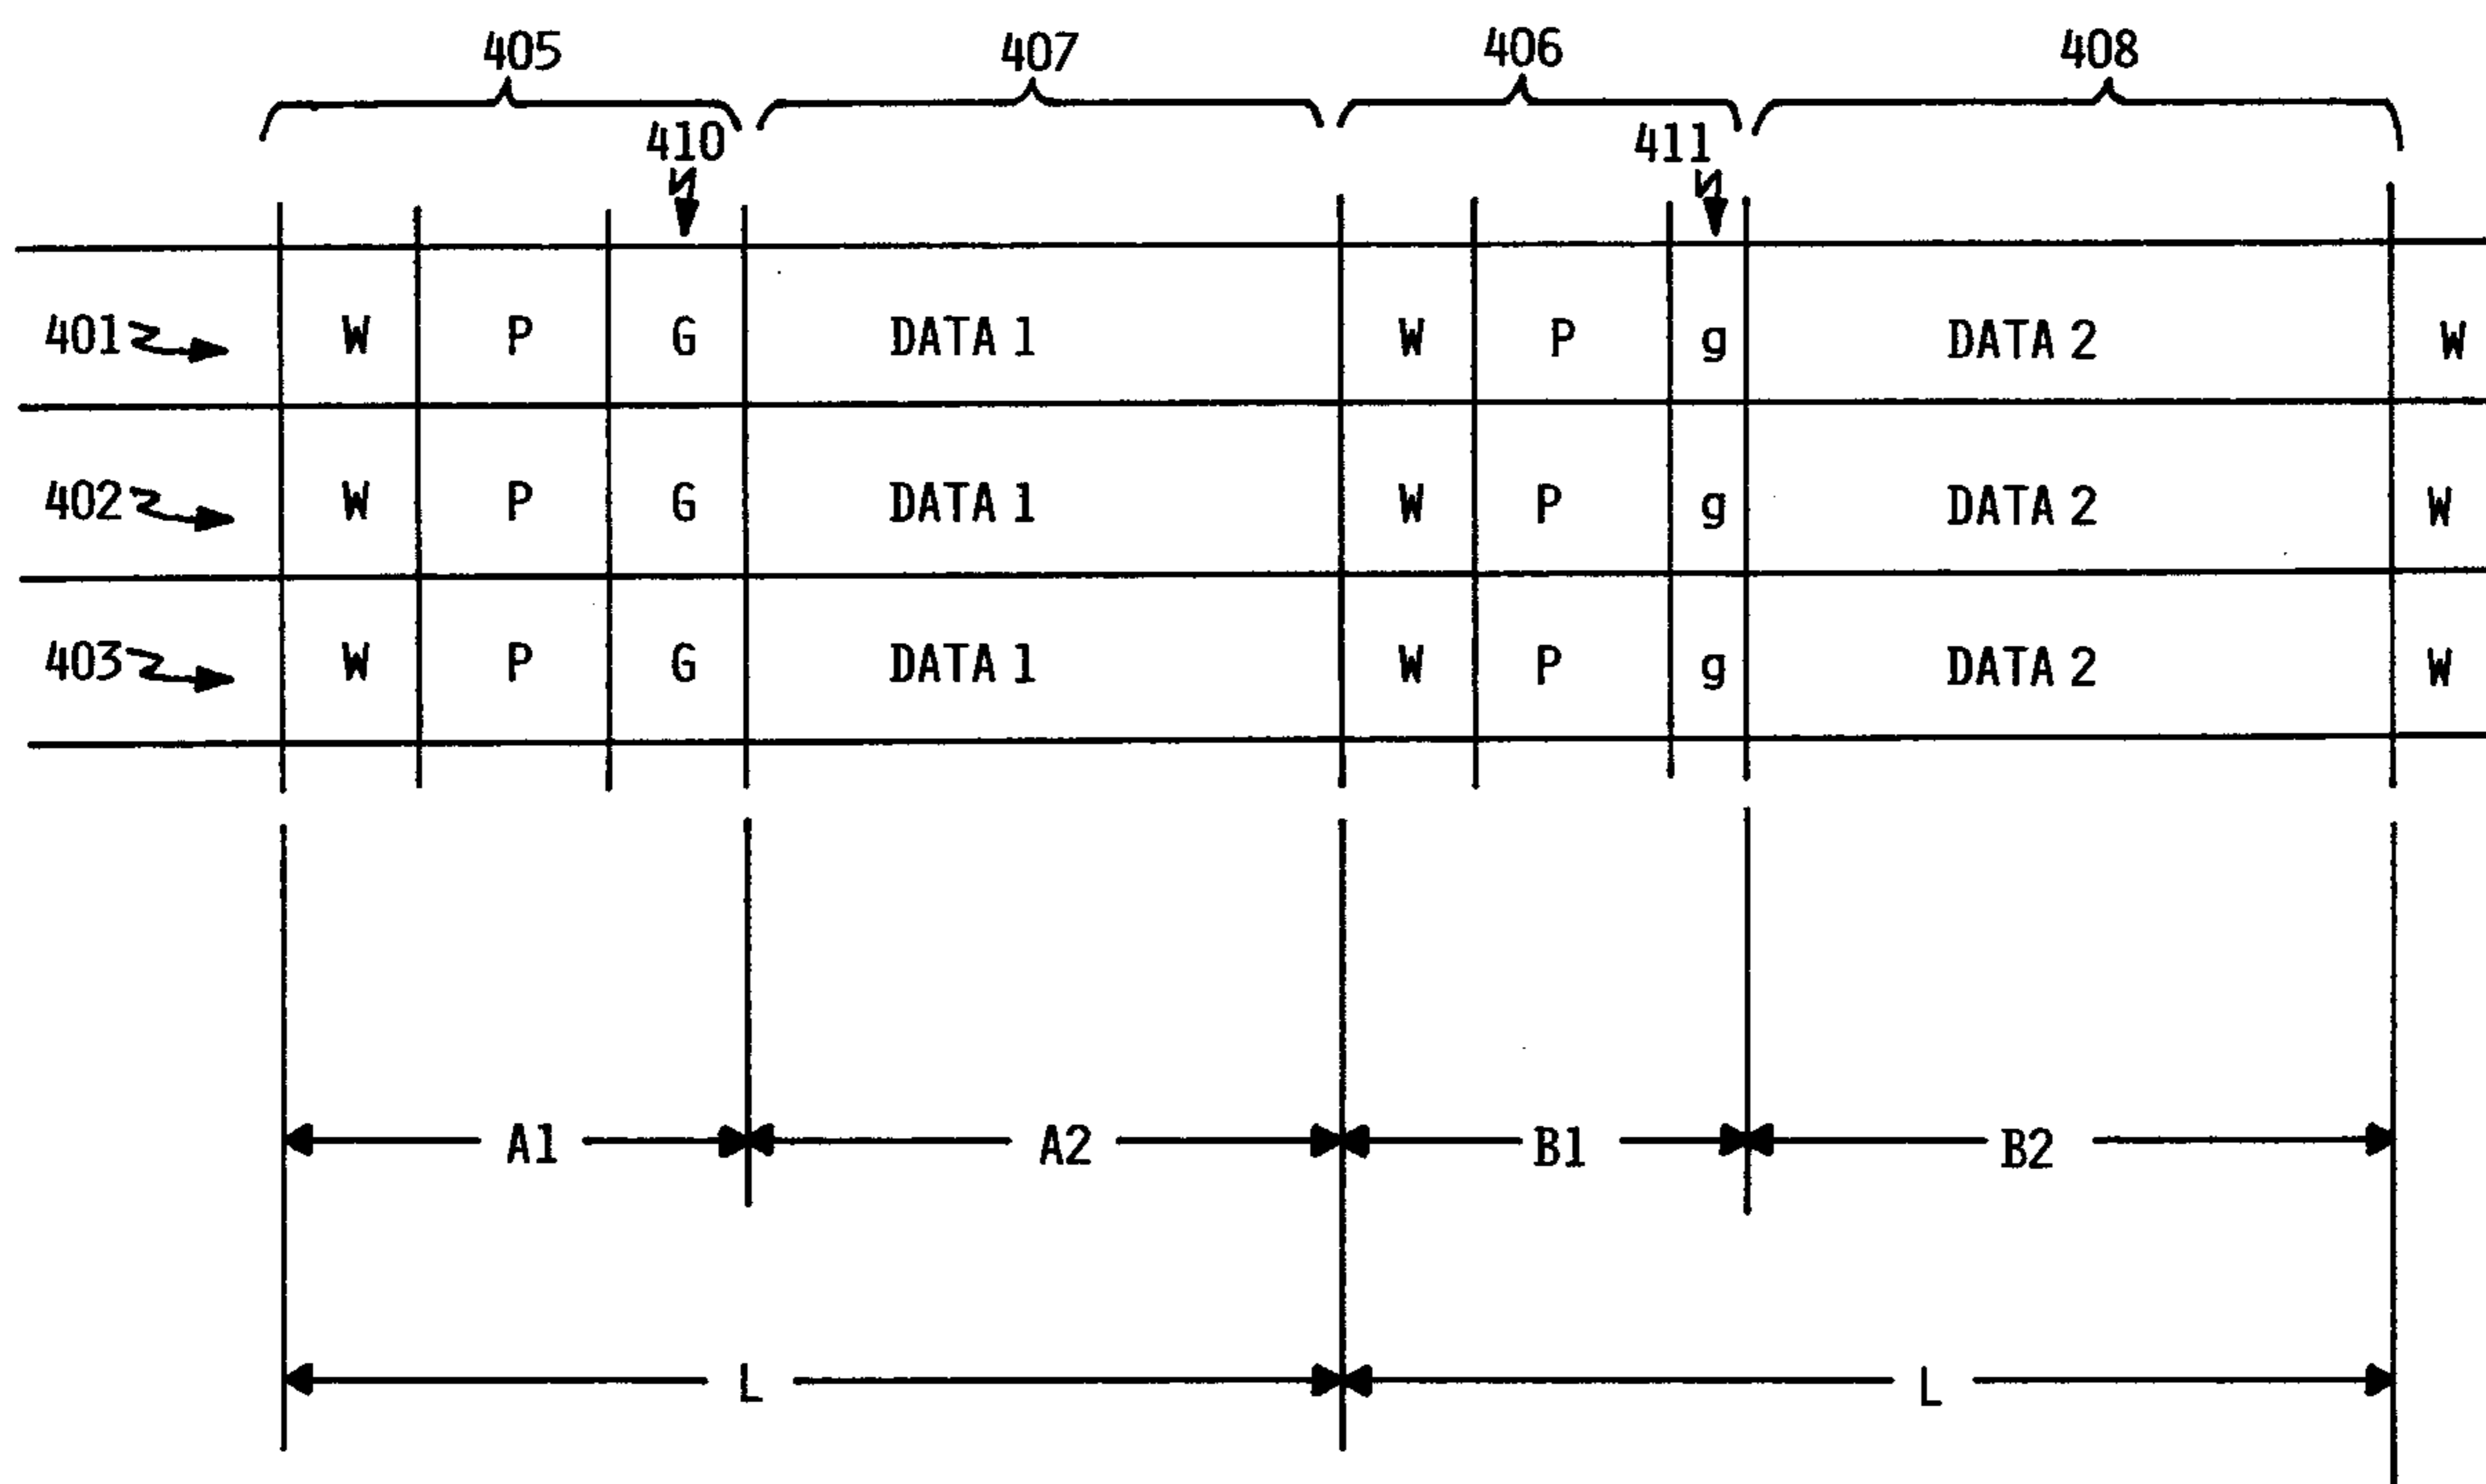 405 407 406 408
410 411
401 W P G DATA 1 W P g DATA 2 W
402 W P G DATA 1 W P g DATA 2 W
403 W P G DATA 1 W P g DATA 2 W
A1 A2 B1 B2
L L